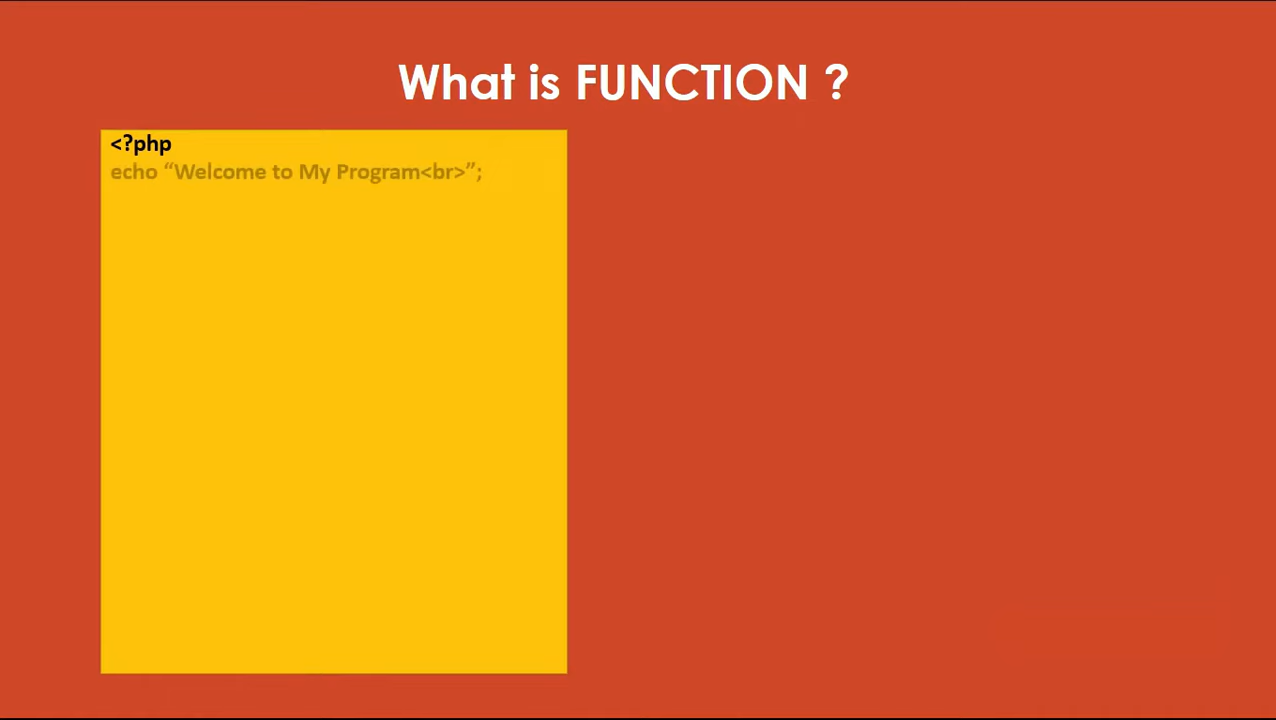 What is FUNCTION ?
<?php
echo “Welcome to My Program<br>”;